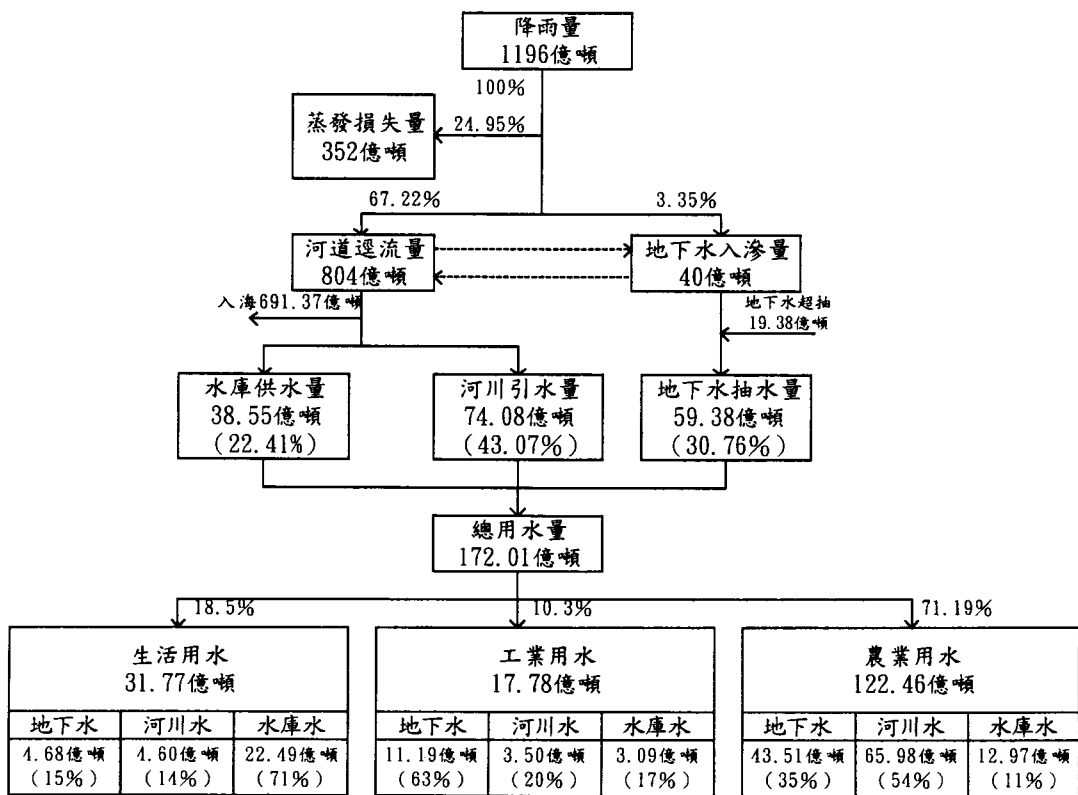 降雨量
1196億噸
100%
蒸發損失量
352億噸
24.95%
67.22%
3.35%
河道逕流量
804億噸
地下水入滲量
40億噸
入海691.37億噸
地下水超抽
19.38億噸
水庫供水量
38.55億噸
(22.41%)
河川引水量
74.08億噸
(43.07%)
地下水抽水量
59.38億噸
(30.76%)
總用水量
172.01億噸
18.5%
10.3%
71.19%
生活用水
31.77億噸
地下水 河川水 水庫水
4.68億噸 4.60億噸 22.49億噸
(15%) (14%) (71%)
工業用水
17.78億噸
地下水 河川水 水庫水
11.19億噸 3.50億噸 3.09億噸
(63%) (20%) (17%)
農業用水
122.46億噸
地下水 河川水 水庫水
43.51億噸 65.98億噸 12.97億噸
(35%) (54%) (11%)